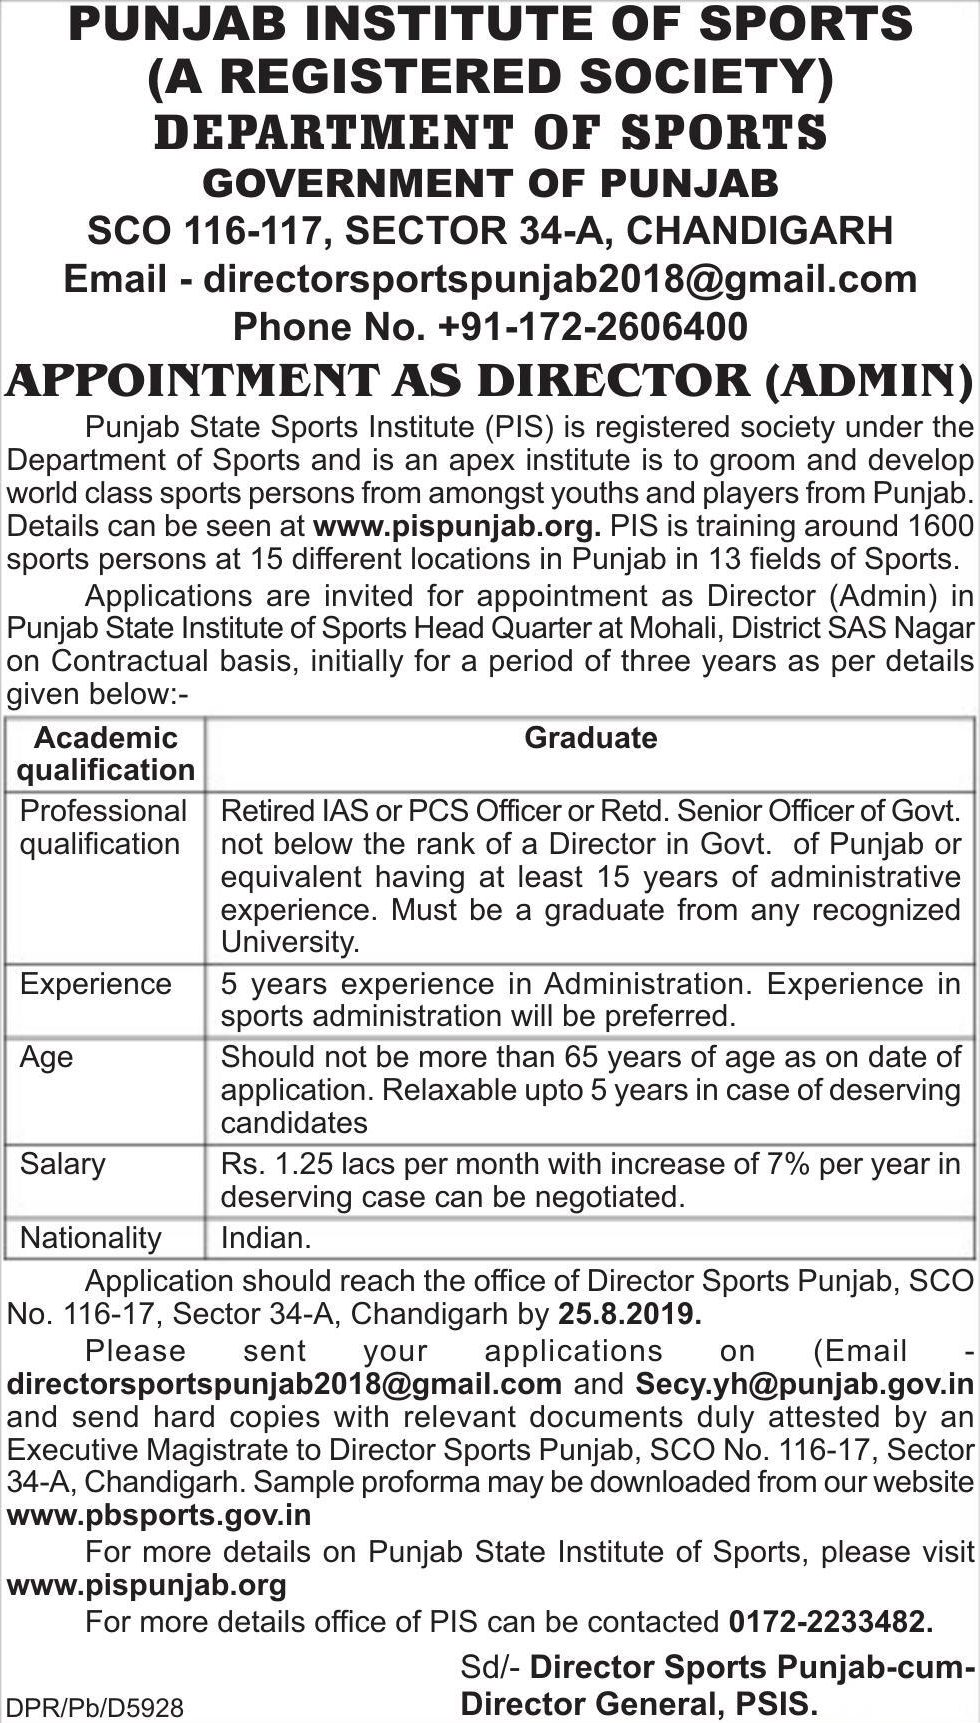 PUNJAB INSTITUTE OF SPORTS
(A REGISTERED SOCIETY)
DEPARTMENT OF SPORTS
GOVERNMENT OF PUNJAB
SCO 116-117, SECTOR 34-A, CHANDIGARH
Email - directorsportspunjab2018@gmail.com
Phone No. +91-172-2606400
APPOINTMENT AS DIRECTOR (ADMIN)
Punjab State Sports Institute (PIS) is registered society under the
Department of Sports and is an apex institute is to groom and develop
world class sports persons from amongst youths and players from Punjab.
Details can be seen at www.pispunjab.org. PIS is training around 1600
sports persons at 15 different locations in Punjab in 13 fields of Sports.
Applications are invited for appointment as Director (Admin) in
Punjab State Institute of Sports Head Quarter at Mohali, District SAS Nagar
on Contractual basis, initially for a period of three years as per details
given below:-
Academic
qualification
Graduate
Professional
qualification
Retired IAS or PCS Officer or Retd. Senior Officer of Govt.
not below the rank of a Director in Govt. of Punjab or
equivalent having at least 15 years of administrative
experience. Must be a graduate from any recognized
University.
Experience
5 years experience in Administration. Experience in
sports administration will be preferred.
Age
Should not be more than 65 years of age as on date of
application. Relaxable upto 5 years in case of deserving
candidates
Salary
Rs. 1.25 lacs per month with increase of 7% per year in
deserving case can be negotiated.
Nationality
Indian.
Application should reach the office of Director Sports Punjab, SCO
No. 116-17, Sector 34-A, Chandigarh by 25.8.2019.
Please sent your applications on (Email -
directorsportspunjab2018@gmail.com and Secy.yh@punjab.gov.in
and send hard copies with relevant documents duly attested by an
Executive Magistrate to Director Sports Punjab, SCO No. 116-17, Sector
34-A, Chandigarh. Sample proforma may be downloaded from our website
www.pbsports.gov.in
For more details on Punjab State Institute of Sports, please visit
www.pispunjab.org
For more details office of PIS can be contacted 0172-2233482.
Sd/- Director Sports Punjab-cum-
Director General, PSIS.
DPR/Pb/D5928